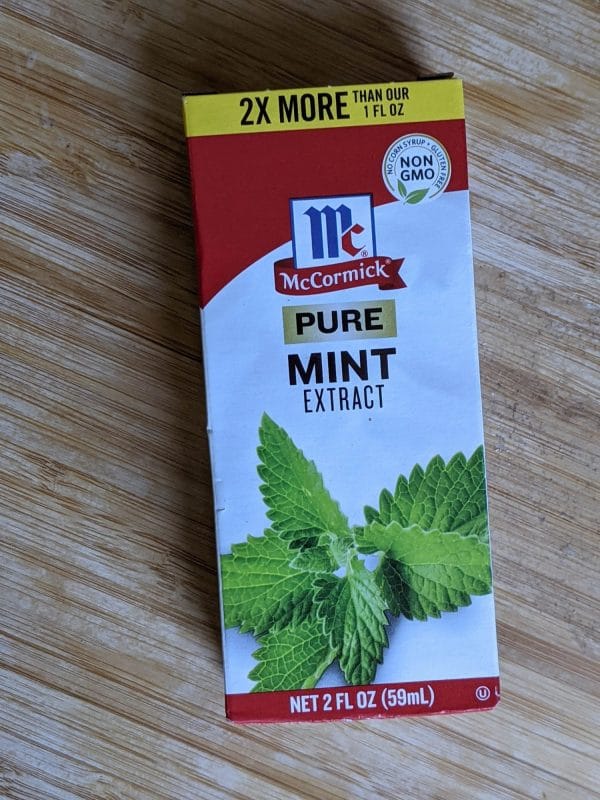 2X MORE THAN OUR 1 FL OZ
NO CORN SYRUP • GLUTEN FREE
NON
GMO
Mc®
McCormick®
PURE
MINT
EXTRACT
NET 2 FL OZ (59mL)
U